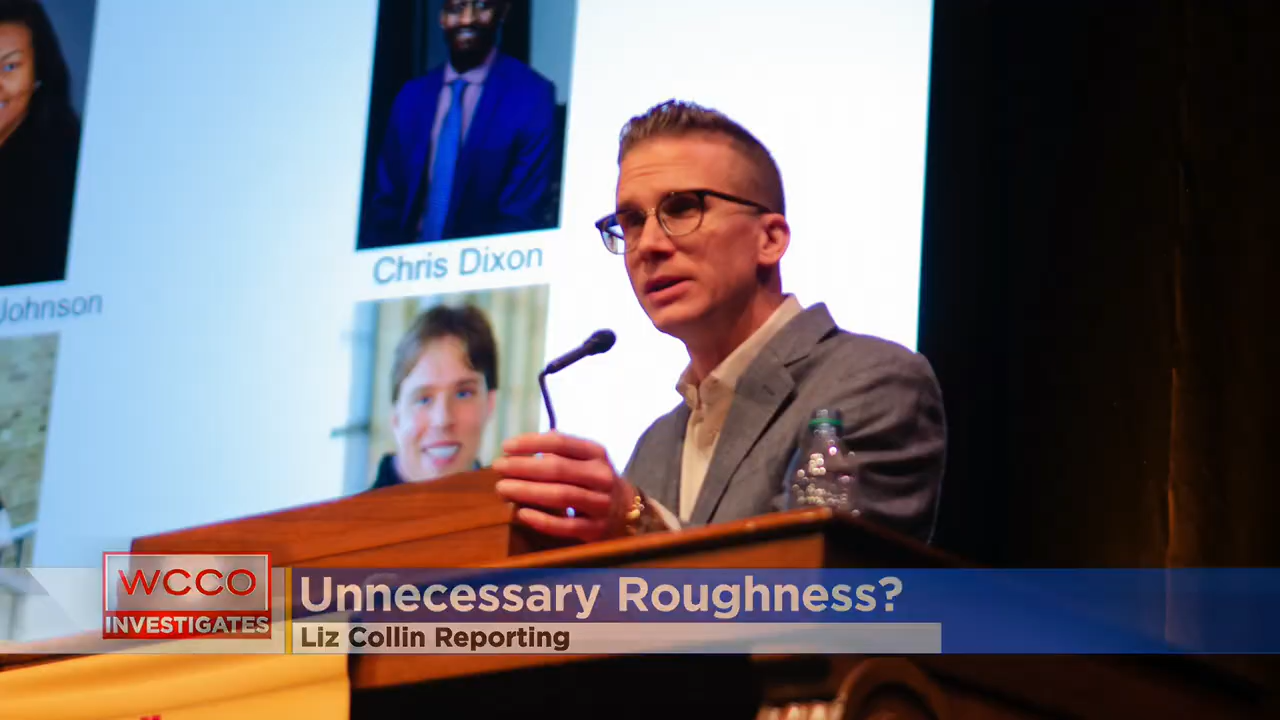 Chris Dixon
Johnson
WCCO
INVESTIGATES
Unnecessary Roughness?
Liz Collin Reporting